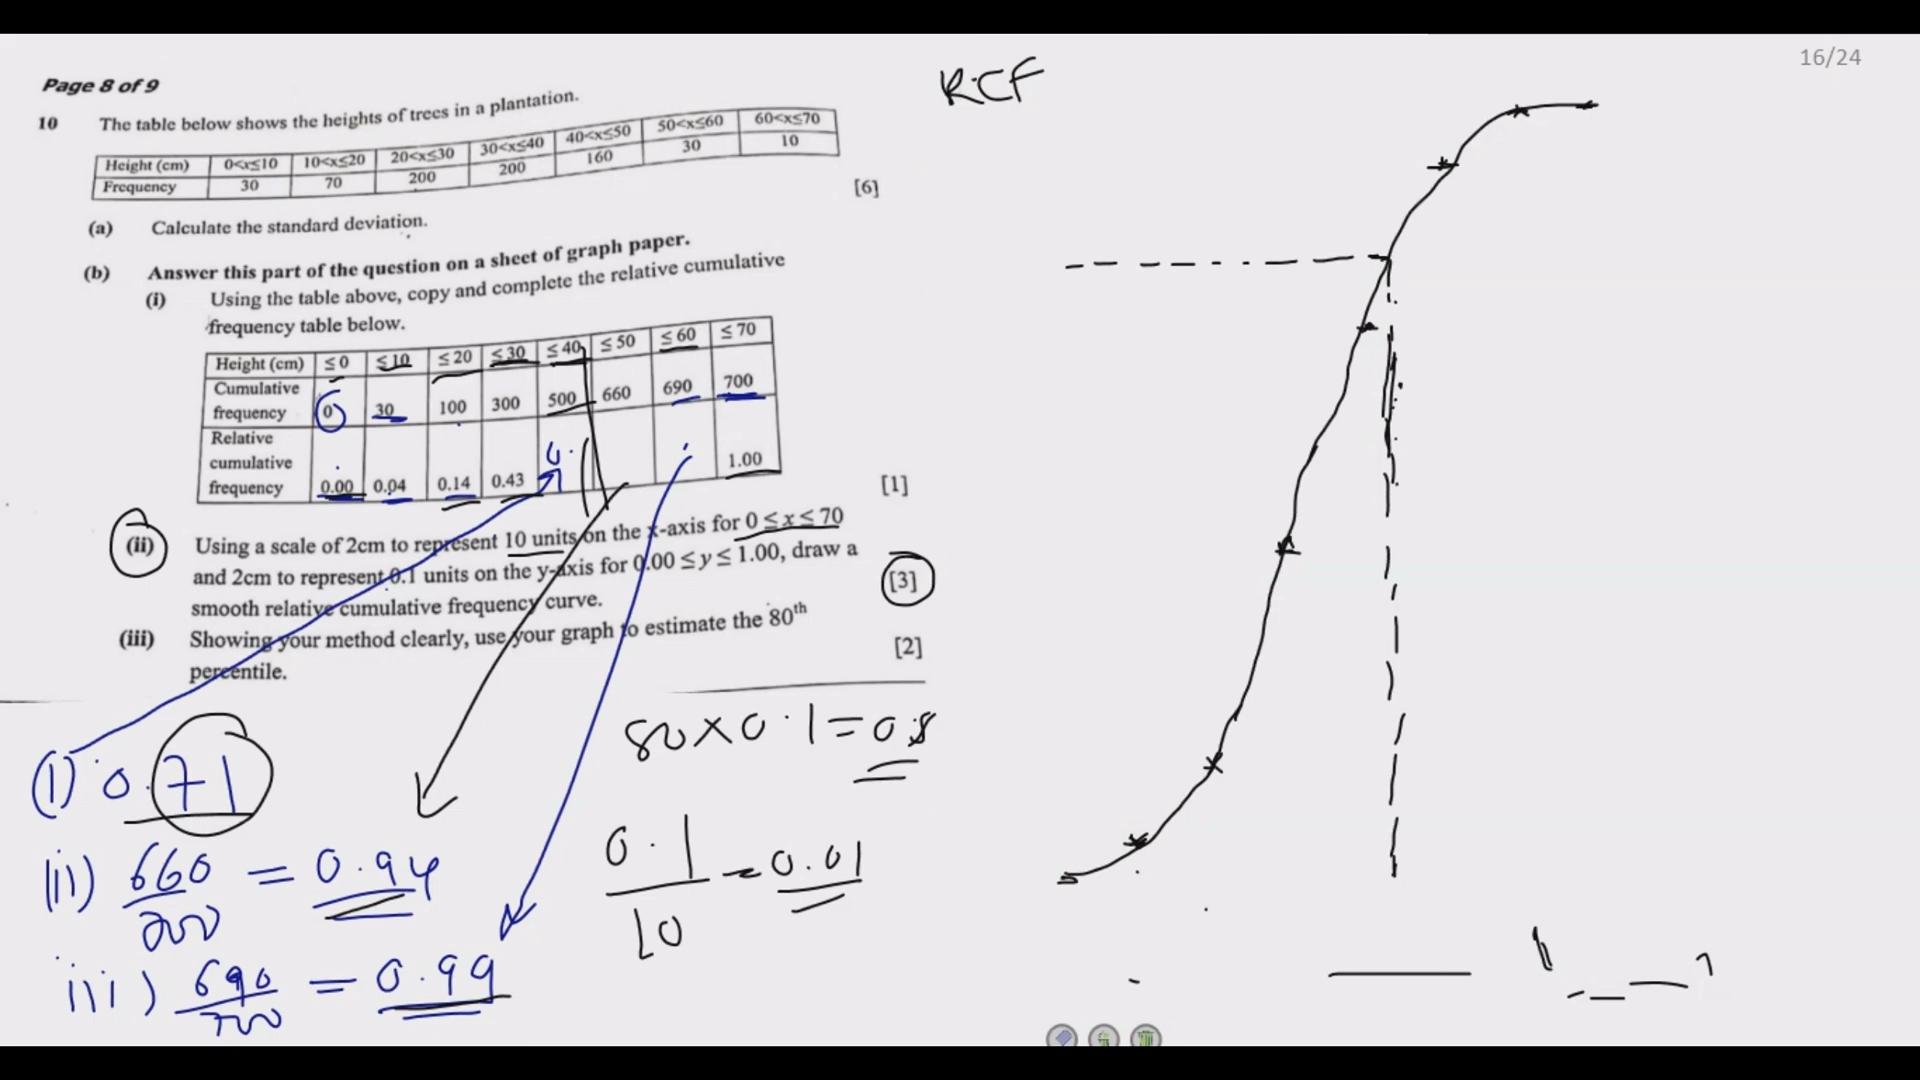 16/24
RCF
Page 8 of 9
10 The table below shows the heights of trees in a plantation.
Height (cm) 0<x≤10 10<x≤20 20<x≤30 30<x≤40 40<x≤50 50<x≤60 60<x≤70
Frequency 30 70 200 200 160 30 10
[6]
(a) Calculate the standard deviation.
(b) Answer this part of the question on a sheet of graph paper.
(i) Using the table above, copy and complete the relative cumulative
frequency table below.
Height (cm) ≤ 0 ≤ 10 ≤ 20 ≤ 30 ≤ 40 ≤ 50 ≤ 60 ≤ 70
Cumulative
frequency 0 30 100 300 500 660 690 700
Relative
cumulative
frequency 0.00 0.04 0.14 0.43 0. 1.00
[1]
(ii) Using a scale of 2cm to represent 10 units on the x-axis for 0 ≤ x ≤ 70
and 2cm to represent 0.1 units on the y-axis for 0.00 ≤ y ≤ 1.00, draw a
smooth relative cumulative frequency curve.
[3]
(iii) Showing your method clearly, use your graph to estimate the 80th
percentile.
[2]
(i) 0.71
(ii) 660/700 = 0.94
iii) 690/700 = 0.99
80 × 0.1 = 0.8
0.1/10 = 0.01